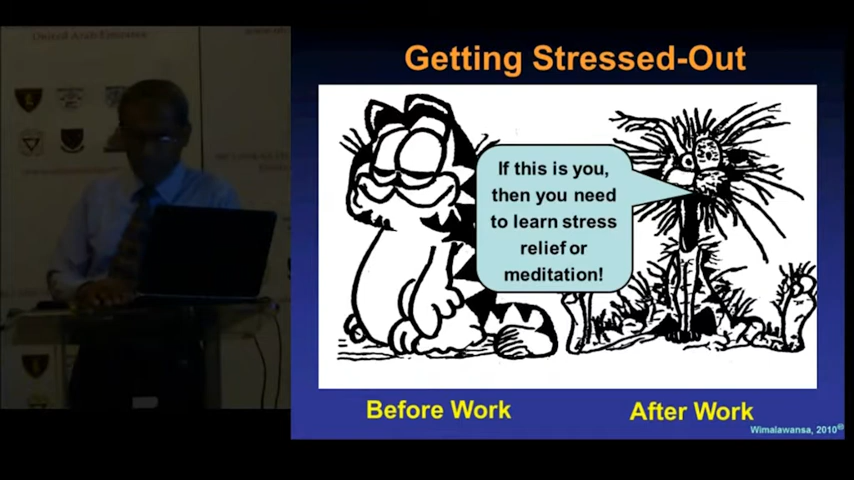 United Arab Emirates
Getting Stressed-Out
If this is you,
then you need
to learn stress
relief or
meditation!
Before Work
After Work
Wimalawansa, 2010©